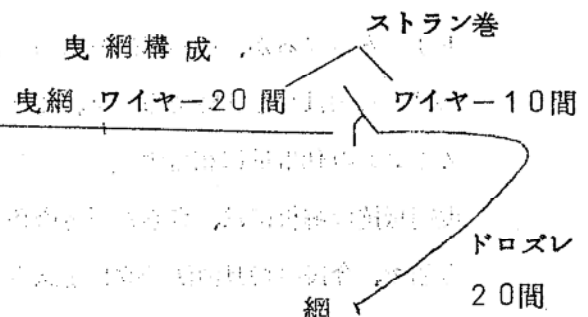 ストラン巻
曳網構成.
曳網 ワイヤー20間 ワイヤー10間
ドロズレ
20間
網